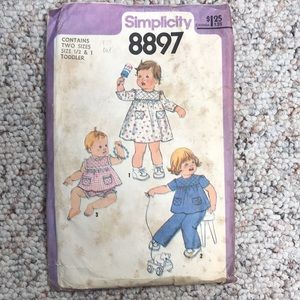 Simplicity
8897
$1.25
CONTAINS
TWO SIZES
SIZE 1/2 & 1
TODDLER
1
3
2